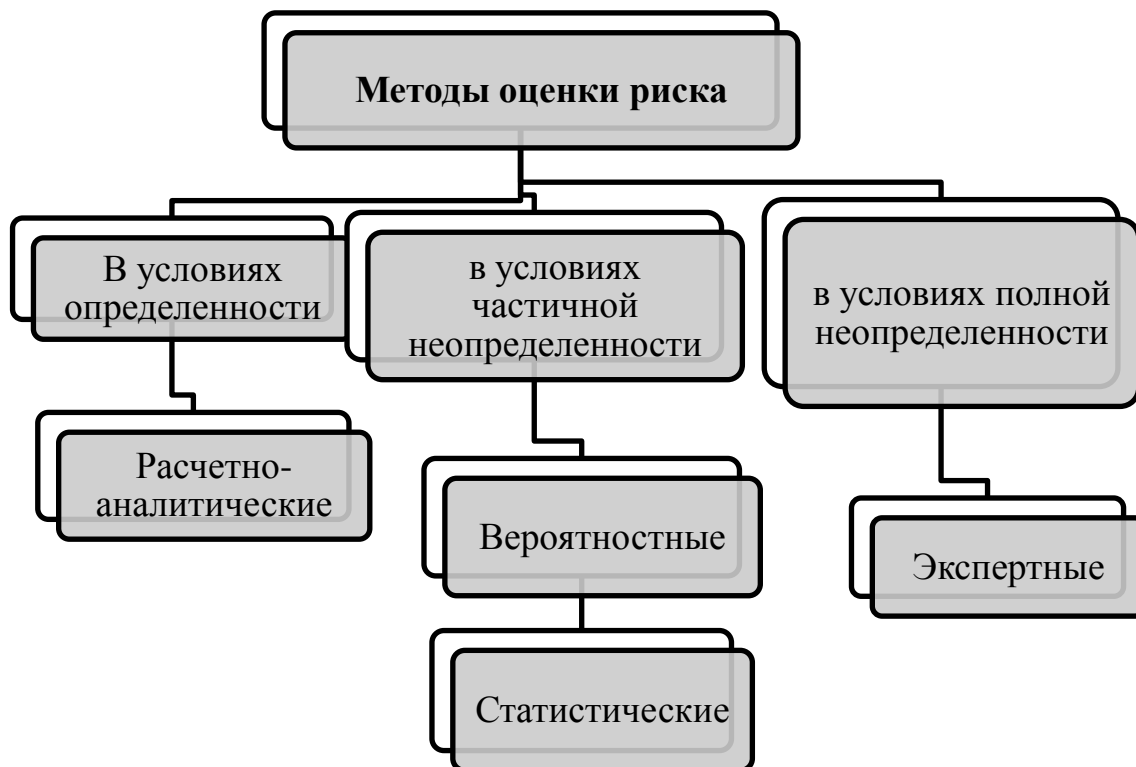 Методы оценки риска
В условиях
определенности
в условиях
частичной
неопределенности
в условиях полной
неопределенности
Расчетно-
аналитические
Вероятностные
Экспертные
Статистические